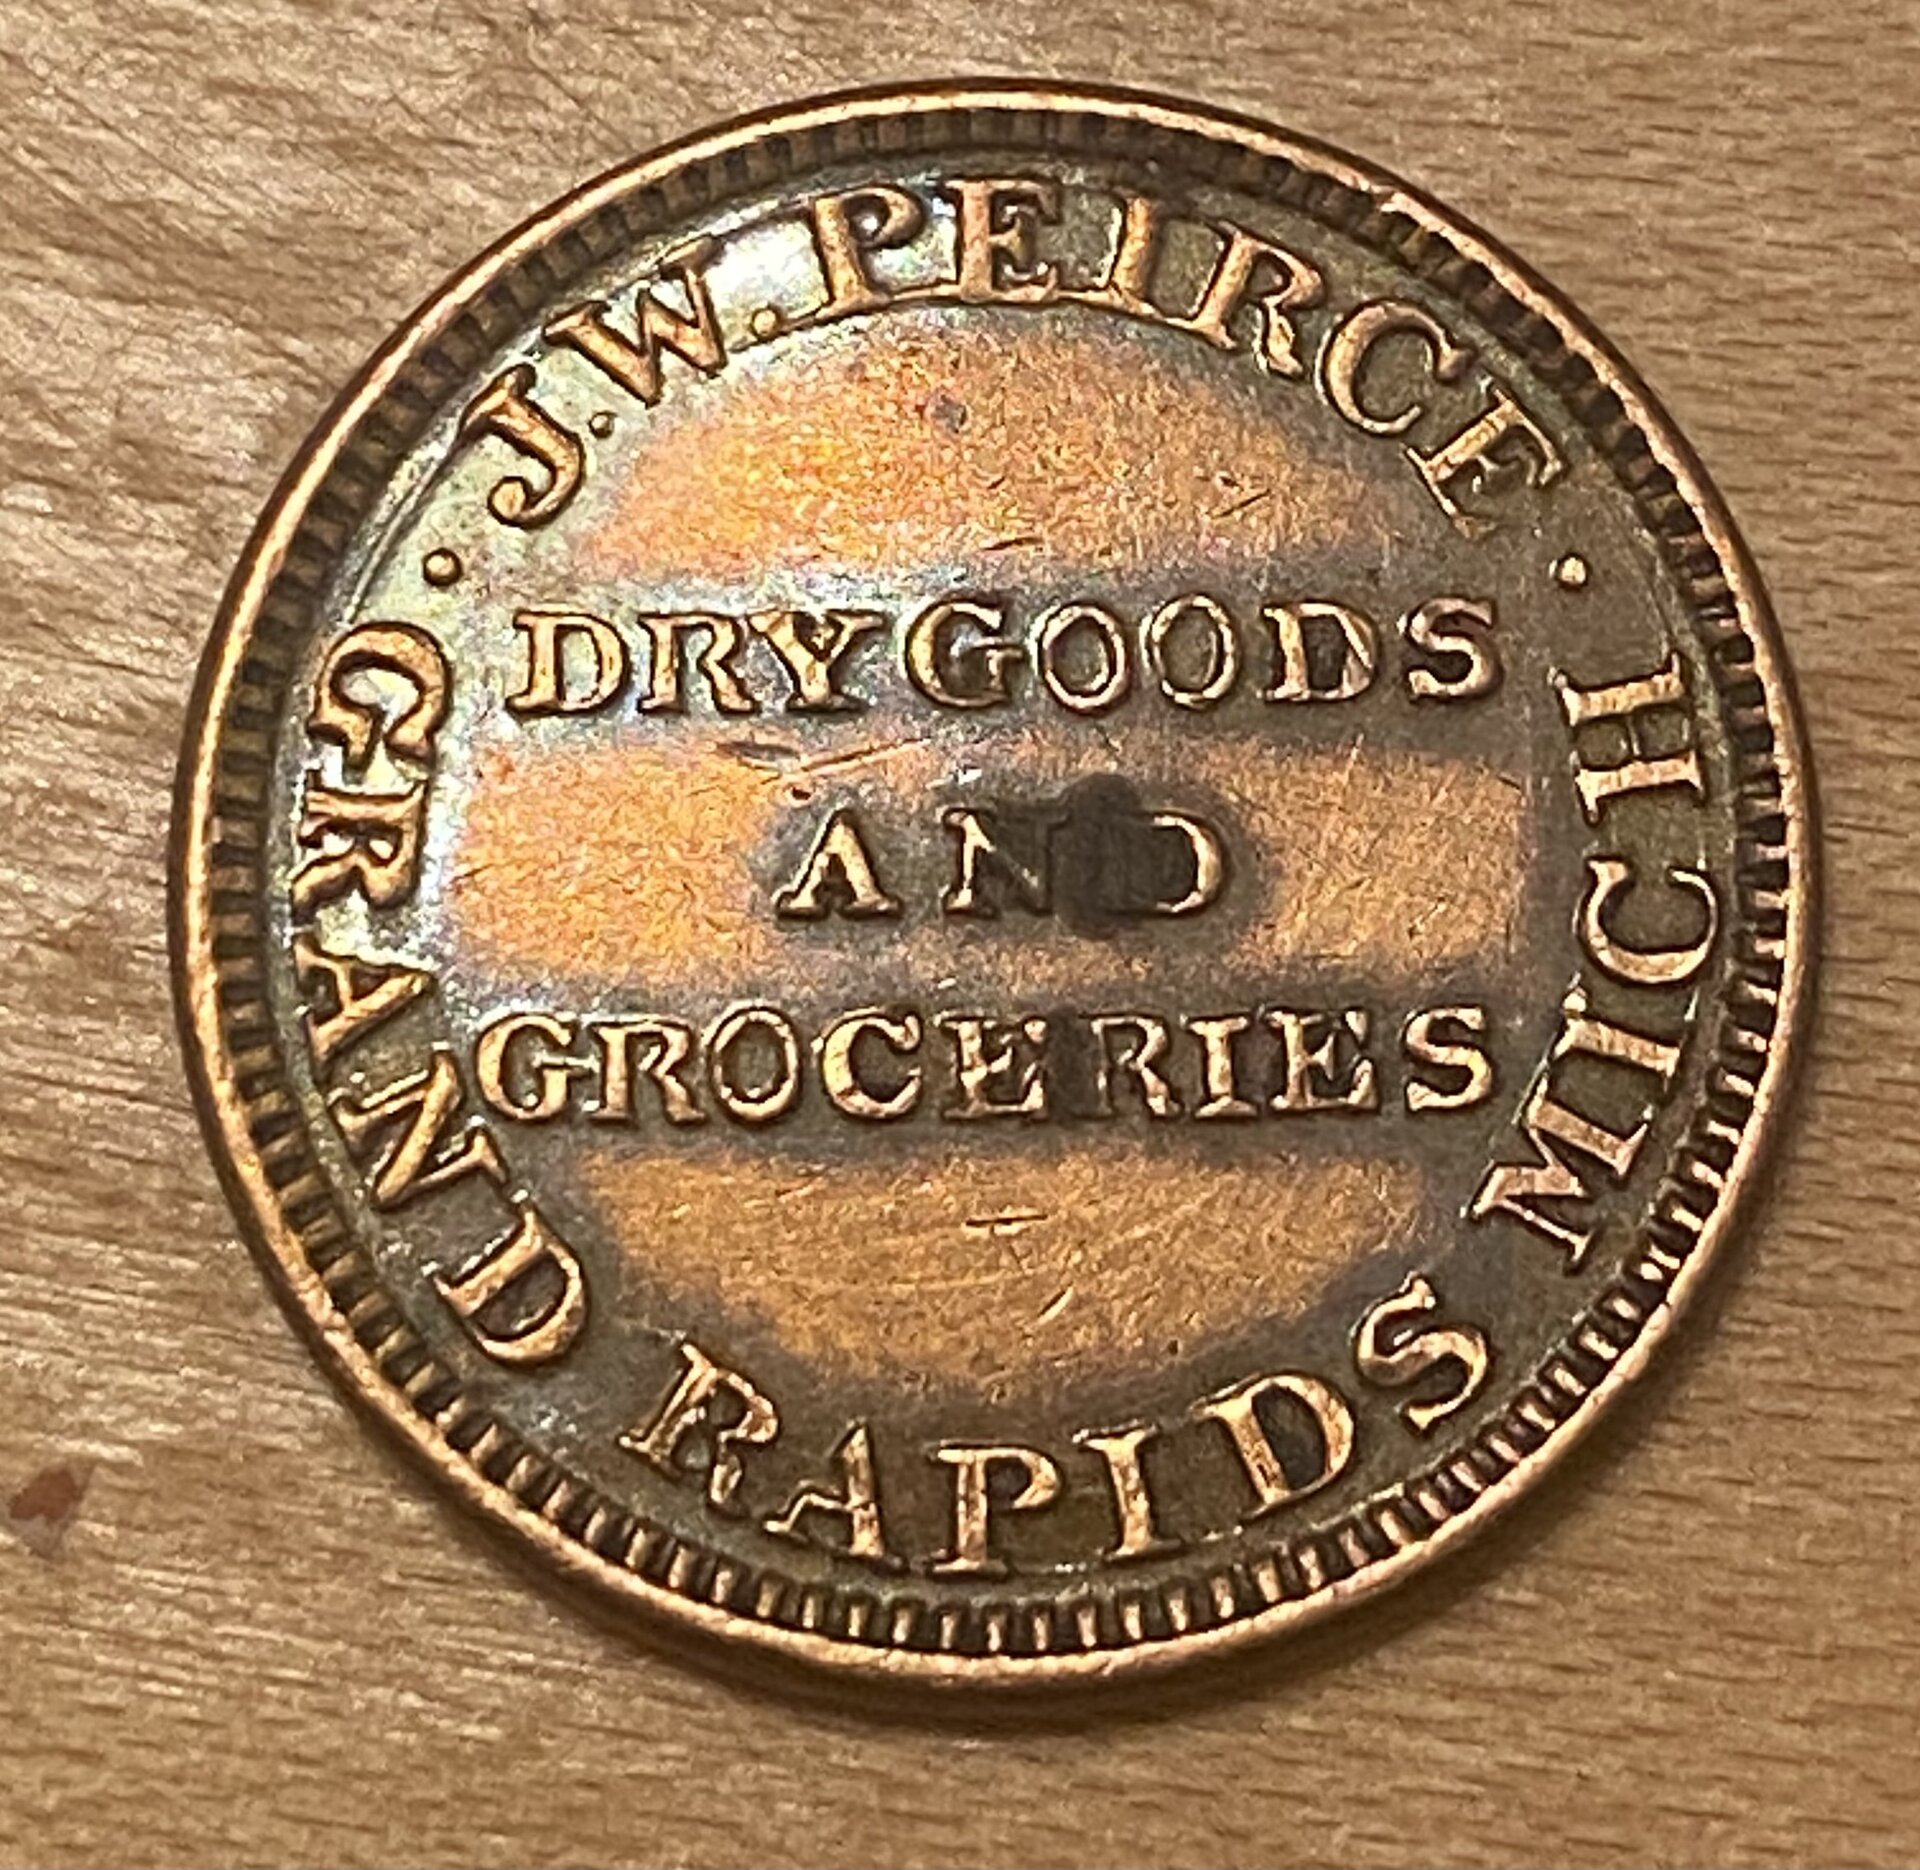 J.W.PEIRCE
DRY GOODS
AND
GROCERIES
GRAND RAPIDS MICH